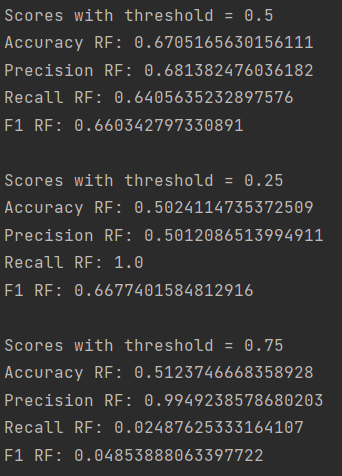 Scores with threshold = 0.5
Accuracy RF: 0.6705165630156111
Precision RF: 0.681382476036182
Recall RF: 0.6405635232897576
F1 RF: 0.660342797330891
Scores with threshold = 0.25
Accuracy RF: 0.5024114735372509
Precision RF: 0.5012086513994911
Recall RF: 1.0
F1 RF: 0.6677401584812916
Scores with threshold = 0.75
Accuracy RF: 0.5123746668358928
Precision RF: 0.9949238578680203
Recall RF: 0.02487625333164107
F1 RF: 0.04853888063397722